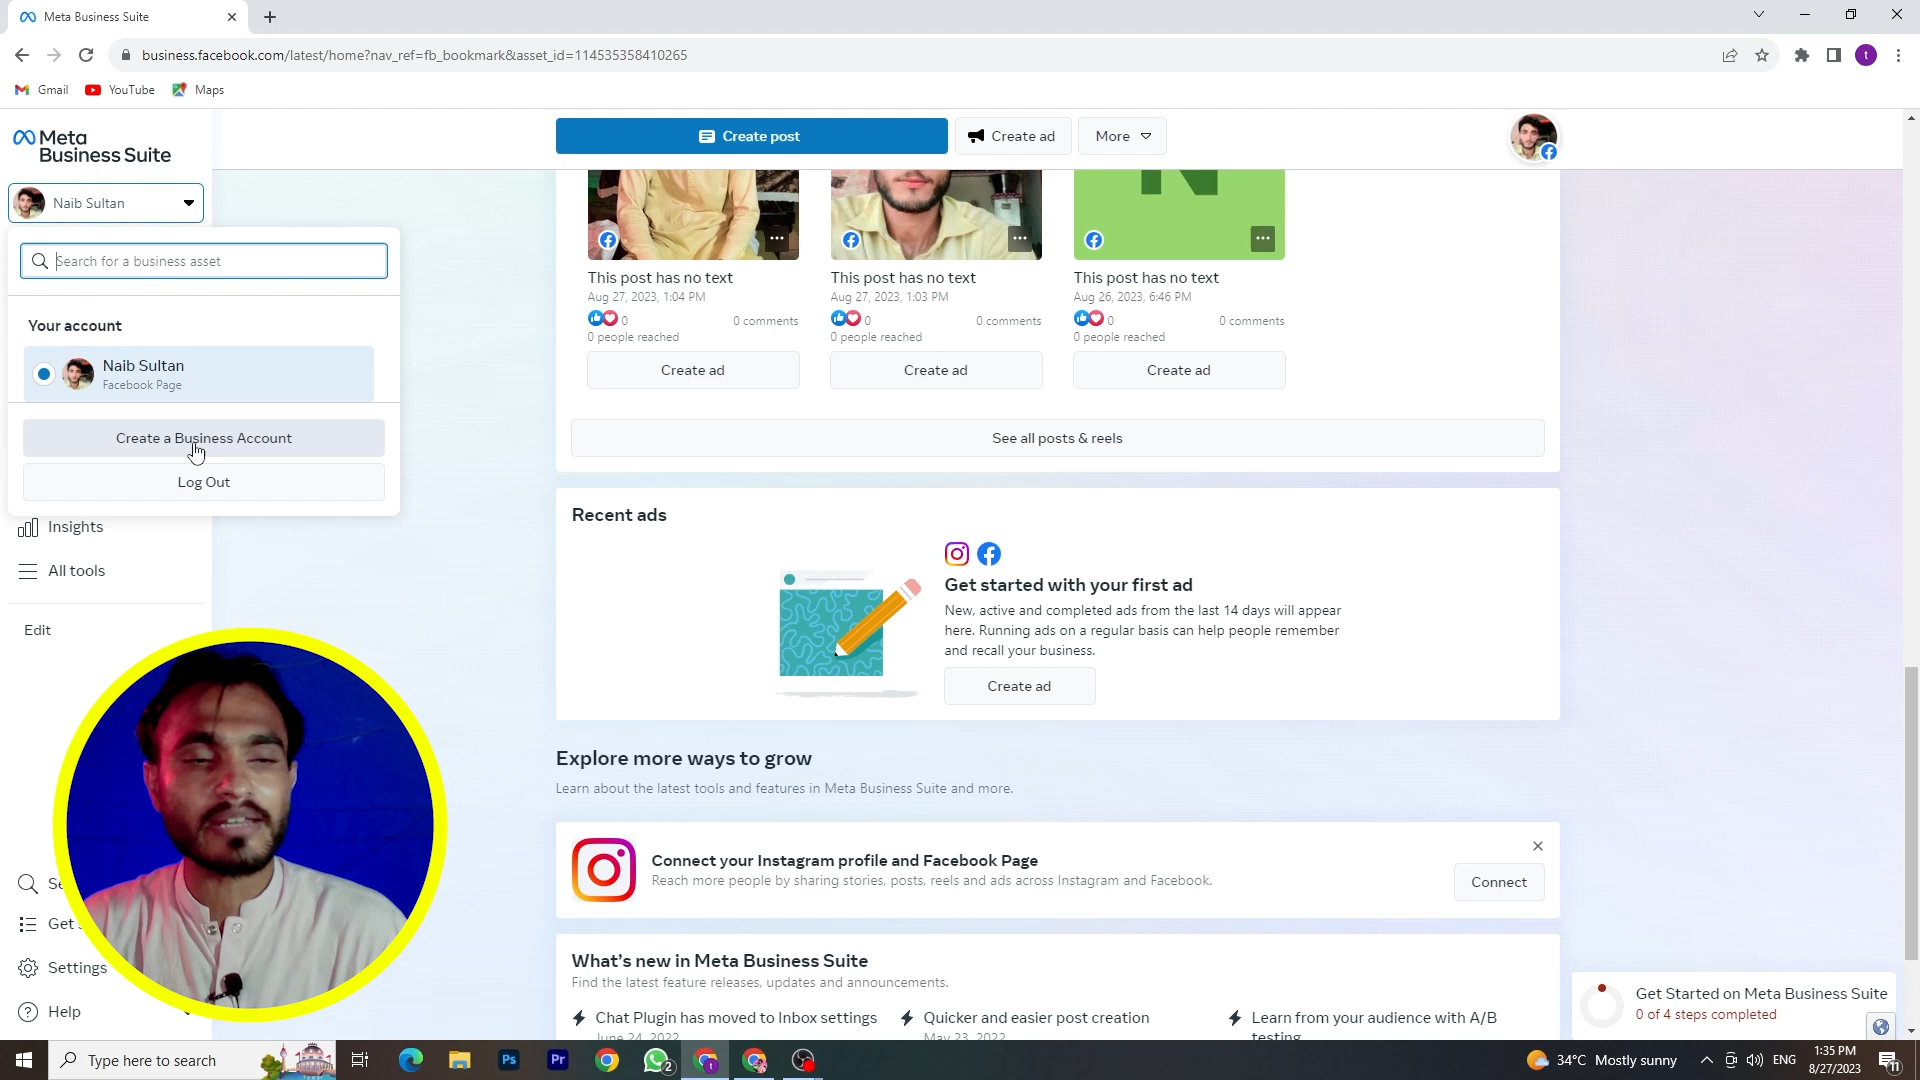 Meta Business Suite
business.facebook.com/latest/home?nav_ref=fb_bookmark&asset_id=114535358410265
t
Gmail
YouTube
Maps
Meta
Business Suite
Create post
Create ad
More
Naib Sultan
Search for a business asset
Your account
Naib Sultan
Facebook Page
Create a Business Account
Log Out
Insights
All tools
Edit
Get
Settings
Help
This post has no text
Aug 27, 2023, 1:04 PM
0
0 comments
0 people reached
Create ad
This post has no text
Aug 27, 2023, 1:03 PM
0
0 comments
0 people reached
Create ad
This post has no text
Aug 26, 2023, 6:46 PM
0
0 comments
0 people reached
Create ad
See all posts & reels
Recent ads
Get started with your first ad
New, active and completed ads from the last 14 days will appear
here. Running ads on a regular basis can help people remember
and recall your business.
Create ad
Explore more ways to grow
Learn about the latest tools and features in Meta Business Suite and more.
Connect your Instagram profile and Facebook Page
Reach more people by sharing stories, posts, reels and ads across Instagram and Facebook.
Connect
What's new in Meta Business Suite
Find the latest feature releases, updates and announcements.
Chat Plugin has moved to Inbox settings
June 24, 2022
Quicker and easier post creation
May 23, 2022
Learn from your audience with A/B
testing
Get Started on Meta Business Suite
0 of 4 steps completed
Type here to search
Ps
Pr
2
t
34°C Mostly sunny
ENG
1:35 PM
8/27/2023
11